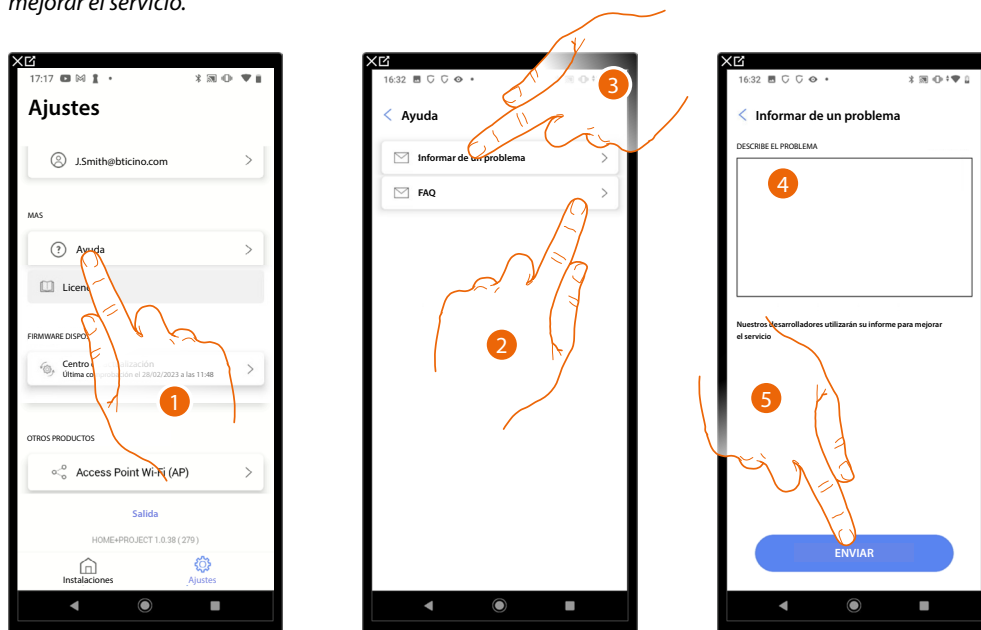 mejorar el servicio.
17:17
Ajustes
J.Smith@bticino.com
MAS
Ayuda
Licen
FIRMWARE DISPO
Centro
Última co el 28/02/2023 a las 11:48
1
OTROS PRODUCTOS
Access Point Wi-Fi (AP)
Salida
HOME+PROJECT 1.0.38 ( 279 )
Instalaciones
Ajustes
16:32
3
Ayuda
Informar de un problema
FAQ
2
16:32
Informar de un problema
DESCRIBE EL PROBLEMA
4
Nuestros desarrolladores utilizarán su informe para mejorar
el servicio
5
ENVIAR